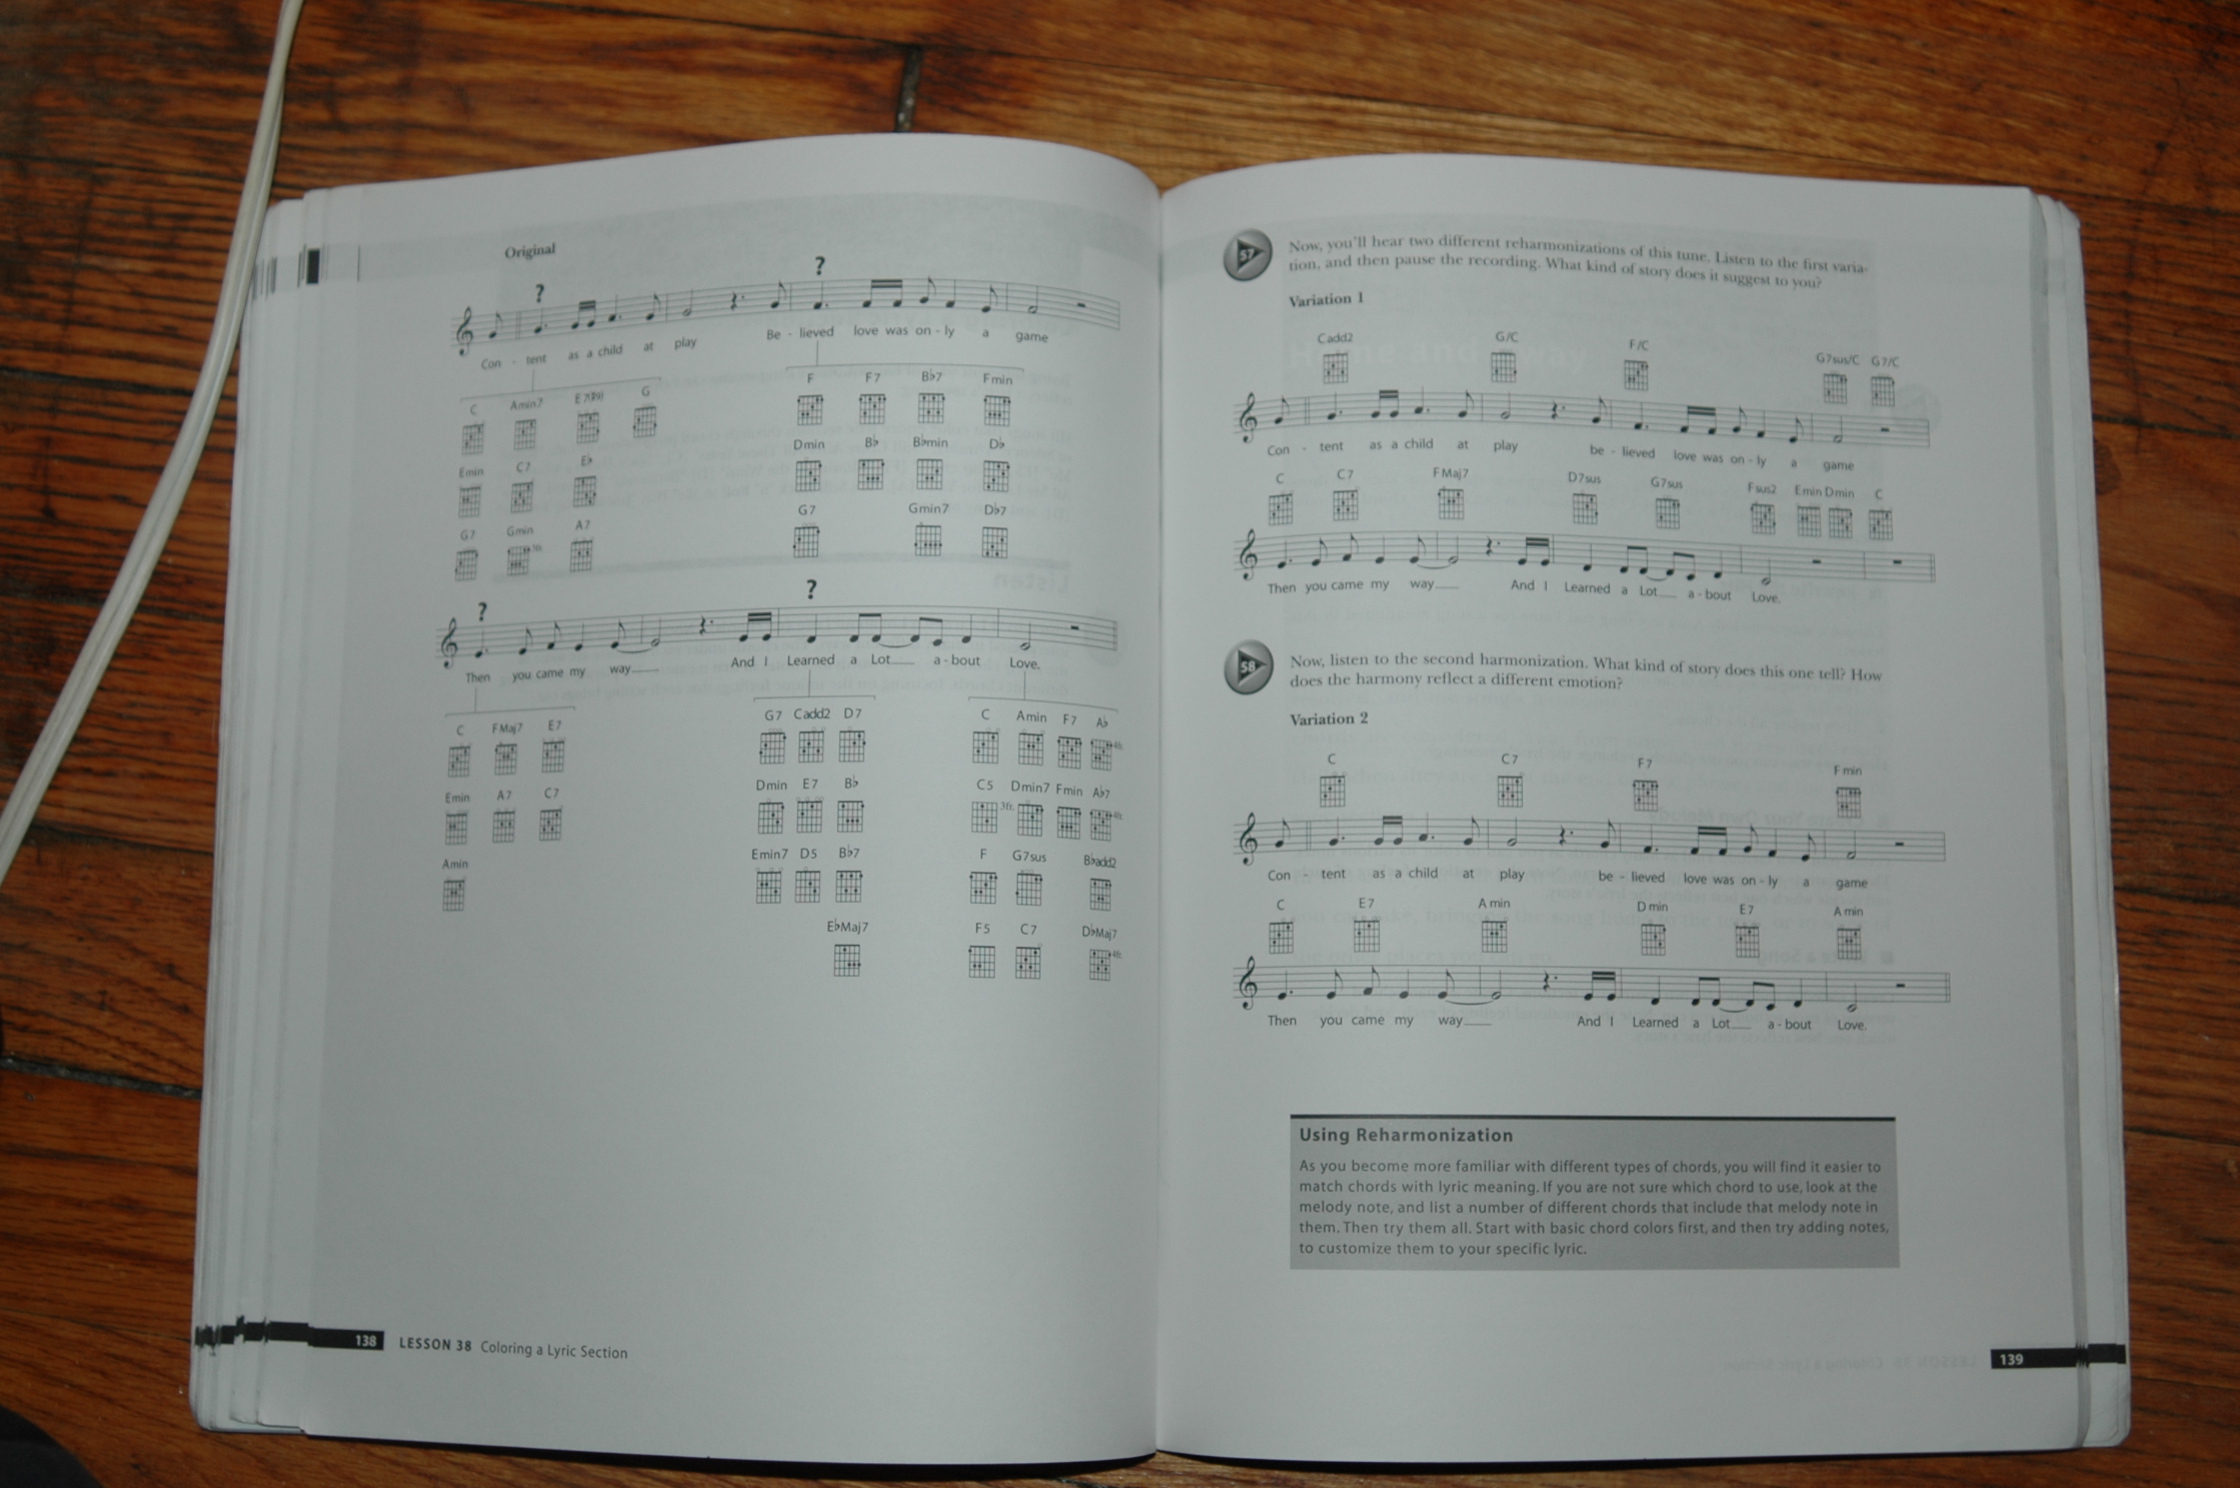 Original
?
?
Con - tent as a child at play
Be - lieved love was on - ly a game
C Amin7 E7(#9) G
Emin C7 E♭
G7 Gmin A7
F F7 B♭7 Fmin
Dmin B♭ B♭min D♭
G7 Gmin7 D♭7
?
?
Then you came my way
And I Learned a Lot a - bout Love.
C FMaj7 E7
Emin A7 C7
Amin
G7 Cadd2 D7
Dmin E7 B♭
Emin7 D5 B♭7
E♭Maj7
C Amin F7 A♭
C5 Dmin7 Fmin A♭7
3fr.
F G7sus B♭add2
F5 C7 D♭Maj7
138 LESSON 38 Coloring a Lyric Section
57
Now, you'll hear two different reharmonizations of this tune. Listen to the first varia-
tion, and then pause the recording. What kind of story does it suggest to you?
Variation 1
Cadd2 G/C F/C G7sus/C G7/C
Con - tent as a child at play be - lieved love was on - ly a game
C C7 FMaj7 D7sus G7sus Fsus2 Emin Dmin C
Then you came my way And I Learned a Lot a - bout Love.
58
Now, listen to the second harmonization. What kind of story does this one tell? How
does the harmony reflect a different emotion?
Variation 2
C C7 F7 Fmin
Con - tent as a child at play be - lieved love was on - ly a game
C E7 Amin Dmin E7 Amin
Then you came my way And I Learned a Lot a - bout Love.
Using Reharmonization
As you become more familiar with different types of chords, you will find it easier to
match chords with lyric meaning. If you are not sure which chord to use, look at the
melody note, and list a number of different chords that include that melody note in
them. Then try them all. Start with basic chord colors first, and then try adding notes,
to customize them to your specific lyric.
139